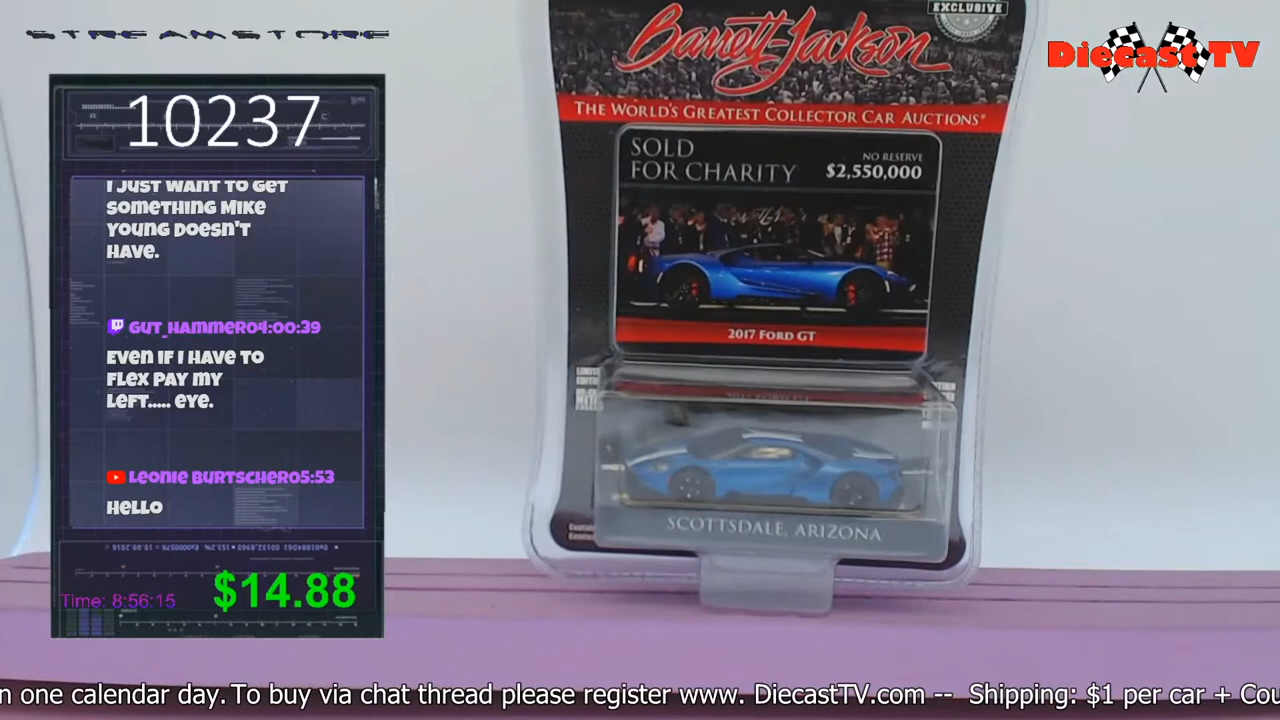 STREAMSTORE
10237
I just want to get
something Mike
Young doesn't
have.
Gut_Hammer04:00:39
Even if I have to
flex pay my
left..... eye.
Leonie Burtscher05:53
Hello
Time: 8:56:15
$14.88
EXCLUSIVE
Barrett-Jackson
THE WORLD'S GREATEST COLLECTOR CAR AUCTIONS®
SOLD
FOR CHARITY
NO RESERVE
$2,550,000
2017 FORD GT
SCOTTSDALE, ARIZONA
Diecast TV
n one calendar day. To buy via chat thread please register www. DiecastTV.com -- Shipping: $1 per car + Cou